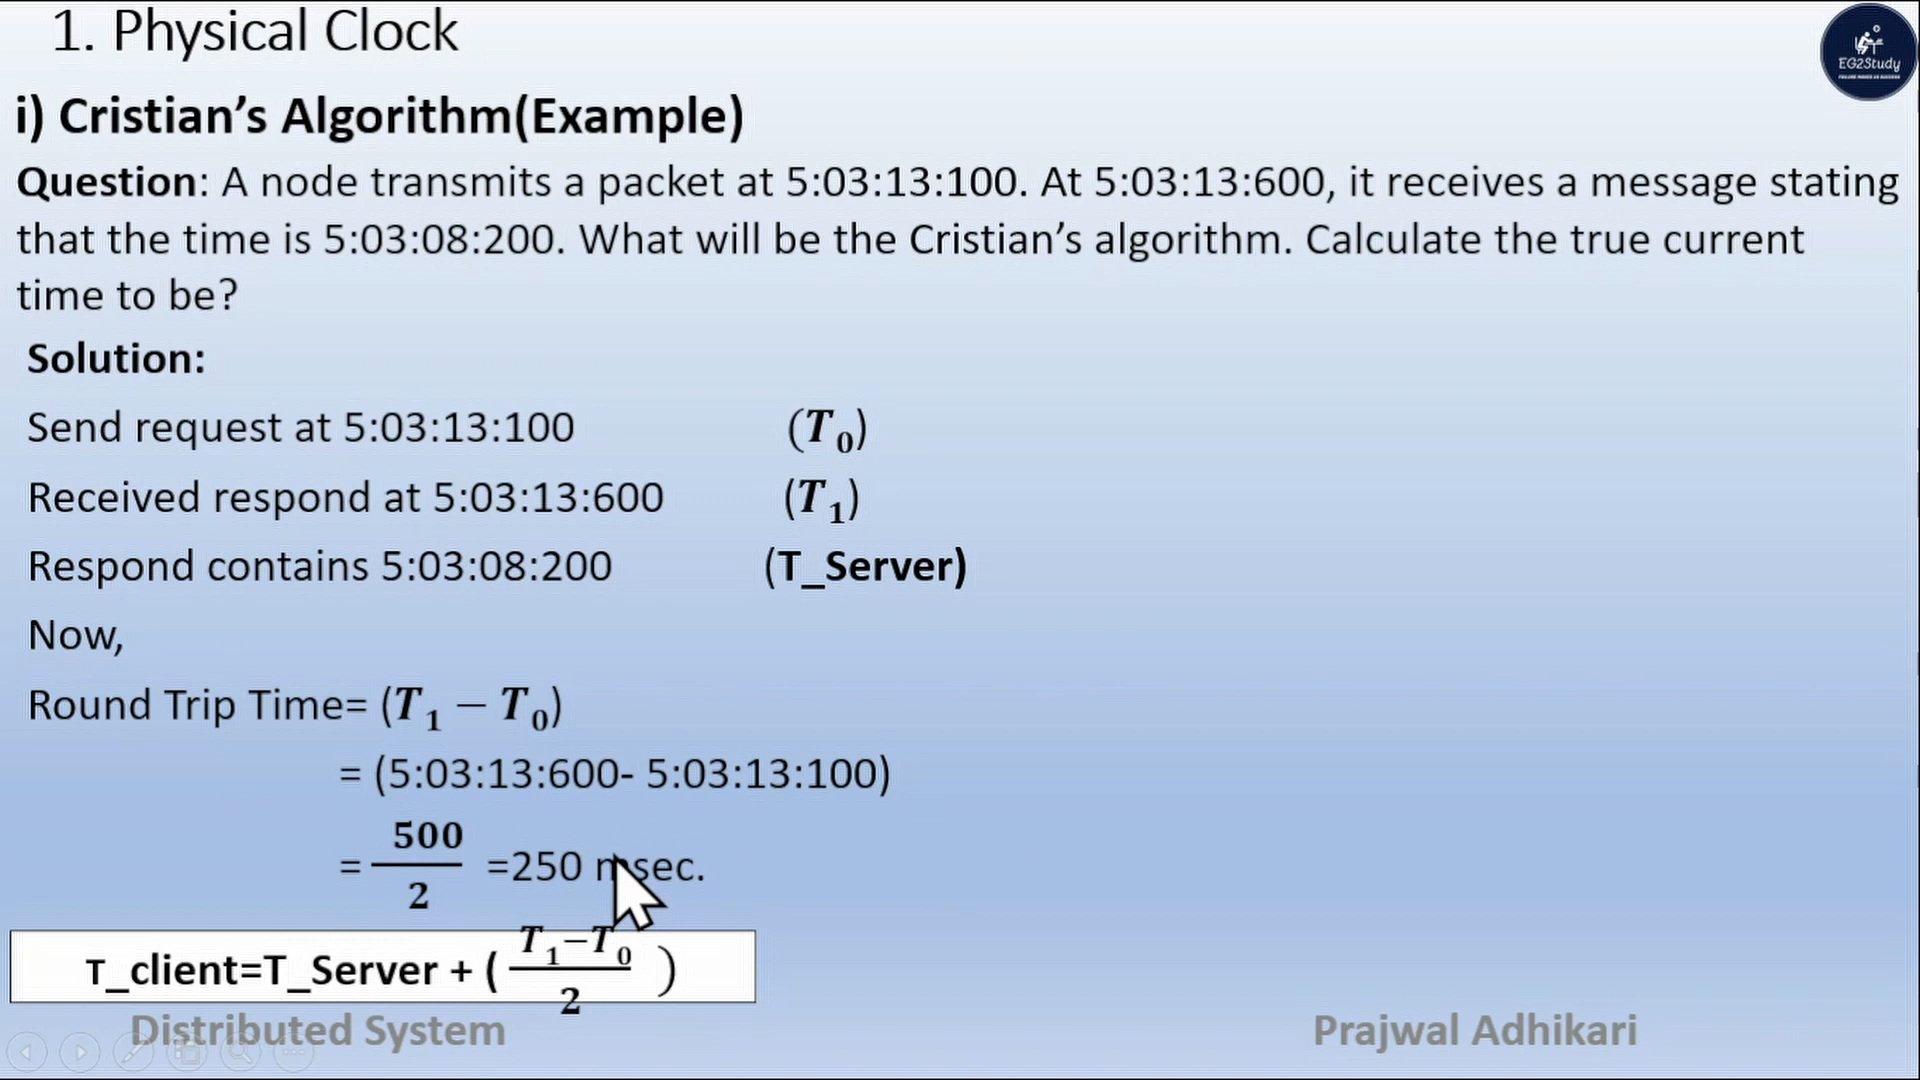 1. Physical Clock
EG2Study
i) Cristian’s Algorithm(Example)
Question: A node transmits a packet at 5:03:13:100. At 5:03:13:600, it receives a message stating
that the time is 5:03:08:200. What will be the Cristian’s algorithm. Calculate the true current
time to be?
Solution:
Send request at 5:03:13:100 (T₀)
Received respond at 5:03:13:600 (T₁)
Respond contains 5:03:08:200 (T_Server)
Now,
Round Trip Time= (T₁ − T₀)
= (5:03:13:600- 5:03:13:100)
= 500/2 =250 msec.
T_client=T_Server + ( T₁−T₀/2 )
Distributed System
Prajwal Adhikari